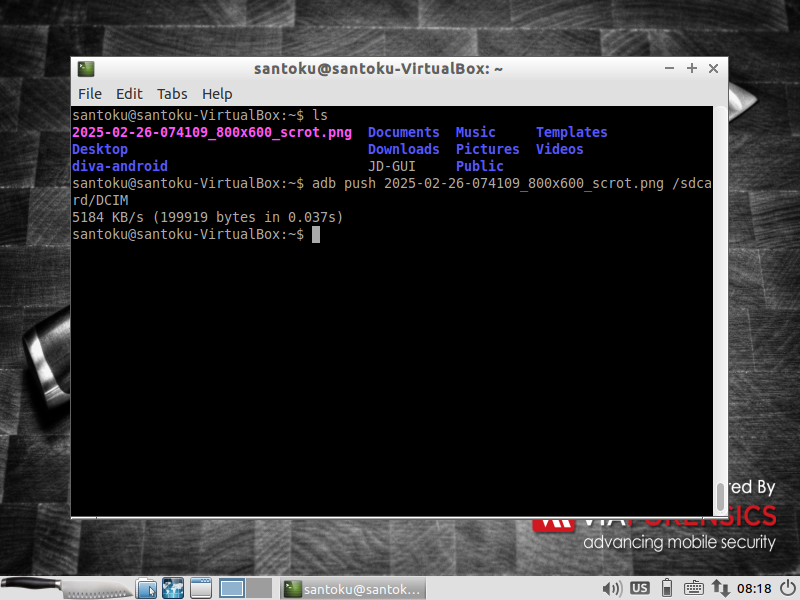 santoku@santoku-VirtualBox: ~
File Edit Tabs Help
santoku@santoku-VirtualBox:~$ ls
2025-02-26-074109_800x600_scrot.png Documents Music Templates
Desktop Downloads Pictures Videos
diva-android JD-GUI Public
santoku@santoku-VirtualBox:~$ adb push 2025-02-26-074109_800x600_scrot.png /sdca
rd/DCIM
5184 KB/s (199919 bytes in 0.037s)
santoku@santoku-VirtualBox:~$
red By
VIAFORENSICS
advancing mobile security
santoku@santok...
US
08:18